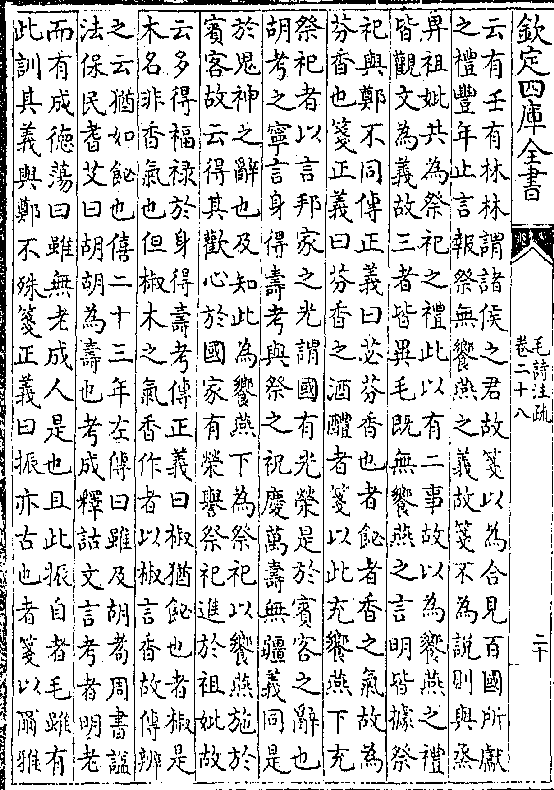 欽定四庫全書
毛詩注疏
卷二十八
二十
云有壬有林林謂諸侯之君故箋以為合見百國所獻
之禮豐年止言報祭無饗燕之義故箋不為說則與烝
畀祖妣共為祭祀之禮此以有二事故以為饗燕之禮
皆觀文為義故三者皆異毛既無饗燕之言明皆據祭
祀與鄭不同傳正義曰苾芬香也者飶者香之氣故為
芬香也箋正義曰芬香之酒醴者箋以此充饗燕下充
祭祀者以言邦家之光謂國有光榮是於賓客之辭也
胡考之寧言身得壽考與祭之祝慶萬壽無疆義同是
於鬼神之辭也及知此為饗燕下為祭祀以饗燕施於
賓客故云得其歡心於國家有榮譽祭祀進於祖妣故
云多得福祿於身得壽考傳正義曰椒猶飶也者椒是
木名非香氣也但椒木之氣香作者以椒言香故傳辨
之云猶如飶也僖二十三年左傳曰雖及胡耇周書諡
法保民耆艾曰胡胡為壽也考成釋詁文言考者明老
而有成德蕩曰雖無老成人是也且此振自者毛雖有
此訓其義與鄭不殊箋正義曰振亦古也者箋以爾雅